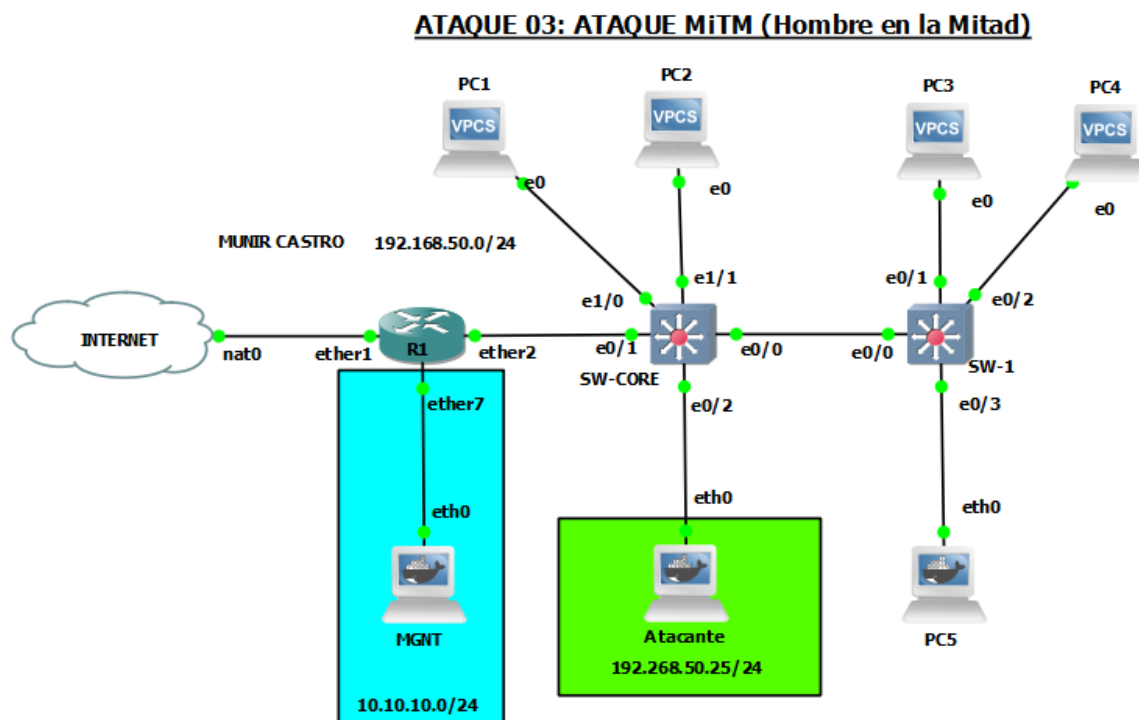 ATAQUE 03: ATAQUE MiTM (Hombre en la Mitad)
PC1
PC2
PC3
PC4
VPCS
VPCS
VPCS
VPCS
e0
e0
e0
e0
MUNIR CASTRO
192.168.50.0/24
e1/0
e1/1
e0/1
e0/2
INTERNET
nat0
ether1
R1
ether2
e0/1
SW-CORE
e0/0
e0/0
SW-1
ether7
e0/2
e0/3
eth0
eth0
eth0
MGNT
Atacante
PC5
192.268.50.25/24
10.10.10.0/24